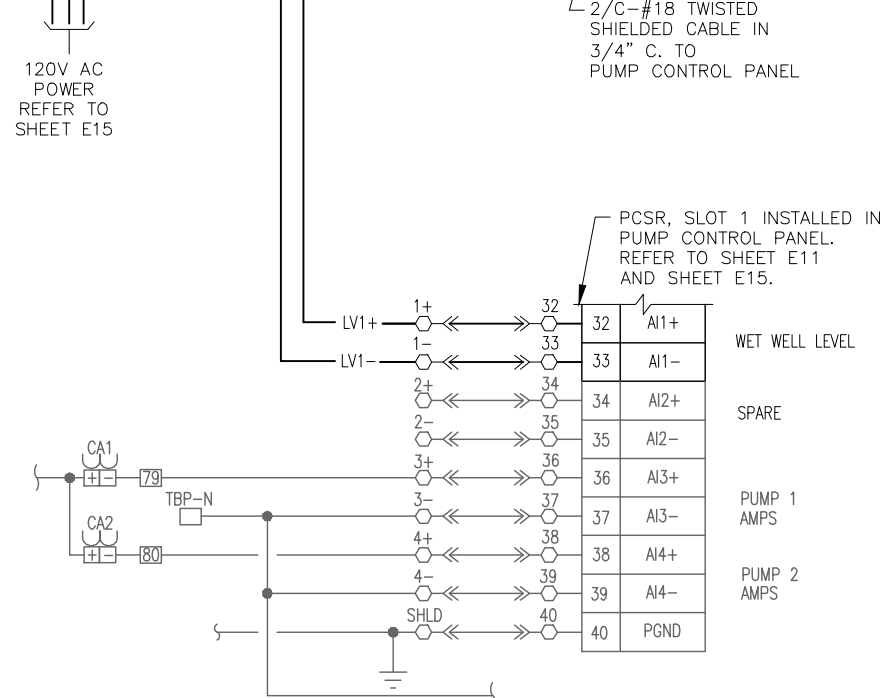 2/C-#18 TWISTED
SHIELDED CABLE IN
3/4" C. TO
PUMP CONTROL PANEL
120V AC
POWER
REFER TO
SHEET E15
PCSR, SLOT 1 INSTALLED IN
PUMP CONTROL PANEL.
REFER TO SHEET E11
AND SHEET E15.
LV1+ 1+ 32 32 AI1+
WET WELL LEVEL
LV1- 1- 33 33 AI1-
2+ 34 34 AI2+
SPARE
2- 35 35 AI2-
CA1
+ - 79 3+ 36 36 AI3+
PUMP 1
AMPS
TBP-N 3- 37 37 AI3-
CA2
+ - 80 4+ 38 38 AI4+
PUMP 2
AMPS
4- 39 39 AI4-
SHLD 40 40 PGND